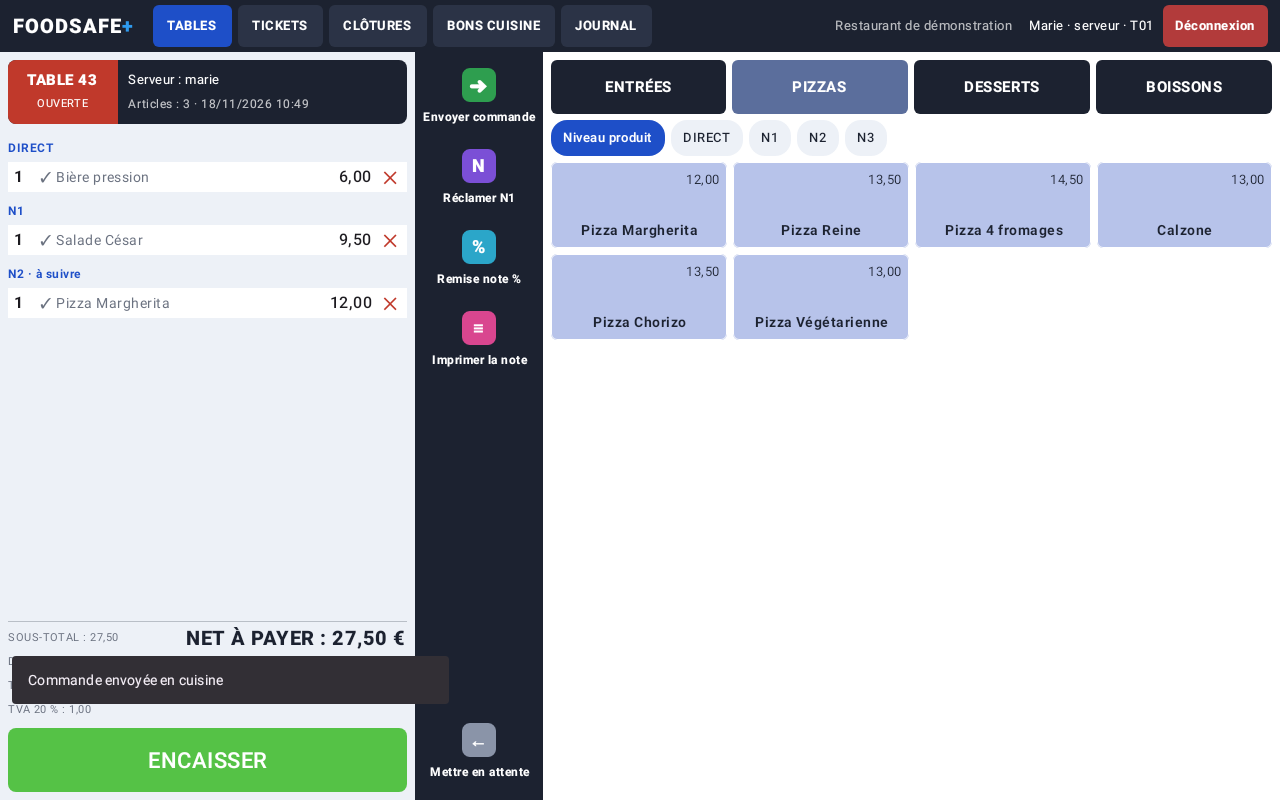 FOODSAFE+
TABLES
TICKETS
CLÔTURES
BONS CUISINE
JOURNAL
Restaurant de démonstration
Marie · serveur · T01
Déconnexion
TABLE 43
OUVERTE
Serveur : marie
Articles : 3 · 18/11/2026 10:49
DIRECT
1 ✓ Bière pression 6,00
N1
1 ✓ Salade César 9,50
N2 · à suivre
1 ✓ Pizza Margherita 12,00
SOUS-TOTAL : 27,50
NET À PAYER : 27,50 €
Commande envoyée en cuisine
TVA 20 % : 1,00
ENCAISSER
Envoyer commande
N
Réclamer N1
%
Remise note %
Imprimer la note
Mettre en attente
ENTRÉES
PIZZAS
DESSERTS
BOISSONS
Niveau produit
DIRECT
N1
N2
N3
12,00
Pizza Margherita
13,50
Pizza Reine
14,50
Pizza 4 fromages
13,00
Calzone
13,50
Pizza Chorizo
13,00
Pizza Végétarienne